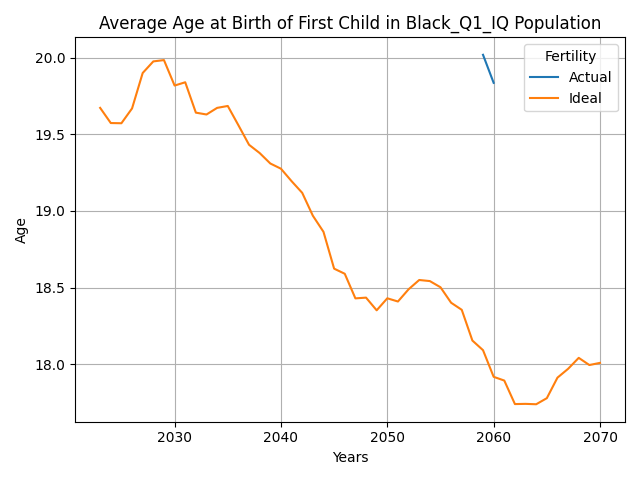 Average Age at Birth of First Child in Black_Q1_IQ Population
Fertility
Actual
Ideal
20.0
19.5
19.0
18.5
18.0
Age
2030
2040
2050
2060
2070
Years